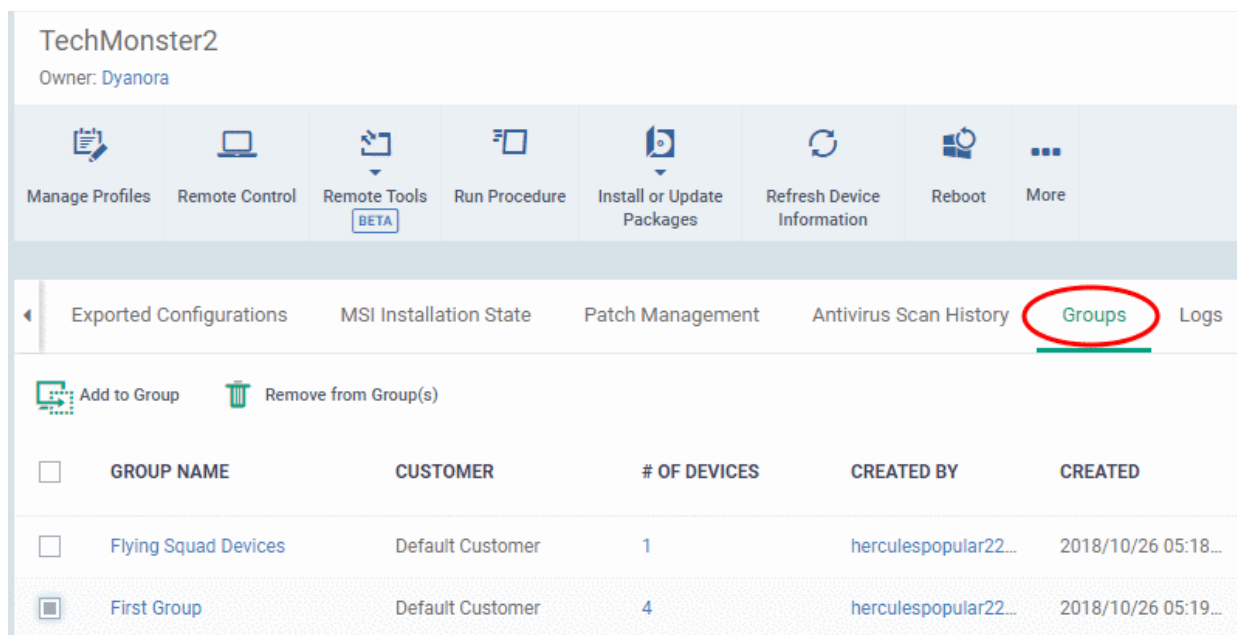 TechMonster2
Owner: Dyanora
Manage Profiles Remote Control Remote Tools Run Procedure Install or Update Refresh Device Reboot More
BETA Packages Information
Exported Configurations MSI Installation State Patch Management Antivirus Scan History Groups Logs
Add to Group Remove from Group(s)
GROUP NAME CUSTOMER # OF DEVICES CREATED BY CREATED
Flying Squad Devices Default Customer 1 herculespopular22... 2018/10/26 05:18...
First Group Default Customer 4 herculespopular22... 2018/10/26 05:19...